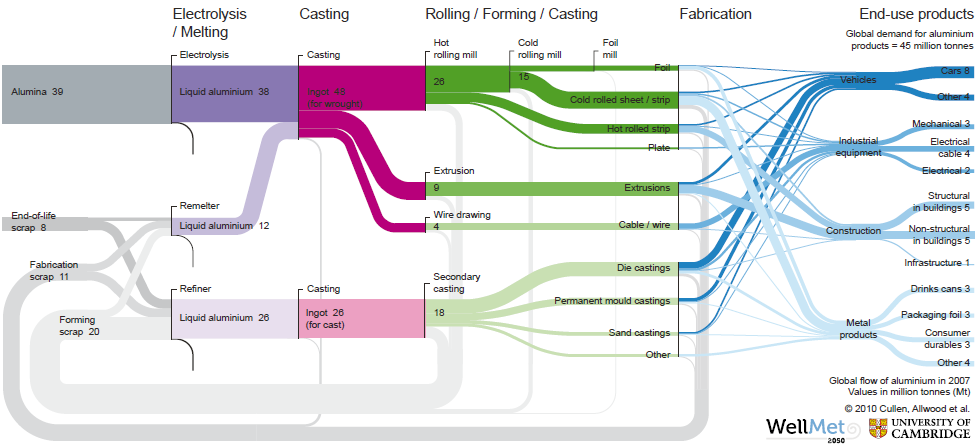 Electrolysis
/ Melting
Casting
Rolling / Forming / Casting
Fabrication
End-use products
Global demand for aluminium
products = 45 million tonnes
Electrolysis
Casting
Hot
rolling mill
Cold
rolling mill
Foil
mill
Alumina 39
Liquid aluminium 38
Ingot 48
(for wrought)
26
15
Foil
Cold rolled sheet / strip
Hot rolled strip
Plate
Vehicles
Cars 8
Other 4
Industrial
equipment
Mechanical 3
Electrical
cable 4
Electrical 2
Extrusion
9
Extrusions
Remelter
Liquid aluminium 12
Wire drawing
4
Cable / wire
End-of-life
scrap 8
Construction
Structural
in buildings 5
Non-structural
in buildings 5
Infrastructure 1
Fabrication
scrap 11
Refiner
Liquid aluminium 26
Casting
Ingot 26
(for cast)
Secondary
casting
18
Die castings
Permanent mould castings
Sand castings
Other
Forming
scrap 20
Metal
products
Drinks cans 3
Packaging foil 3
Consumer
durables 3
Other 4
Global flow of aluminium in 2007
Values in million tonnes (Mt)
© 2010 Cullen, Allwood et al.
WellMet
2050
UNIVERSITY OF
CAMBRIDGE